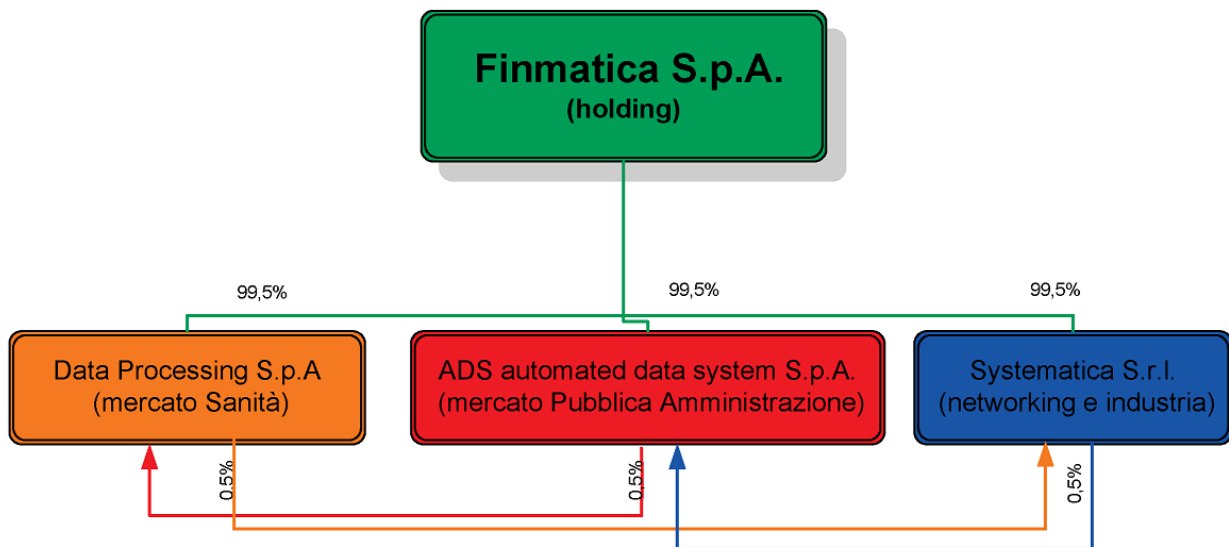 Finmatica S.p.A.
(holding)
99,5%
99,5%
99,5%
Data Processing S.p.A
(mercato Sanità)
ADS automated data system S.p.A.
(mercato Pubblica Amministrazione)
Systematica S.r.l.
(networking e industria)
0,5%
0,5%
0,5%